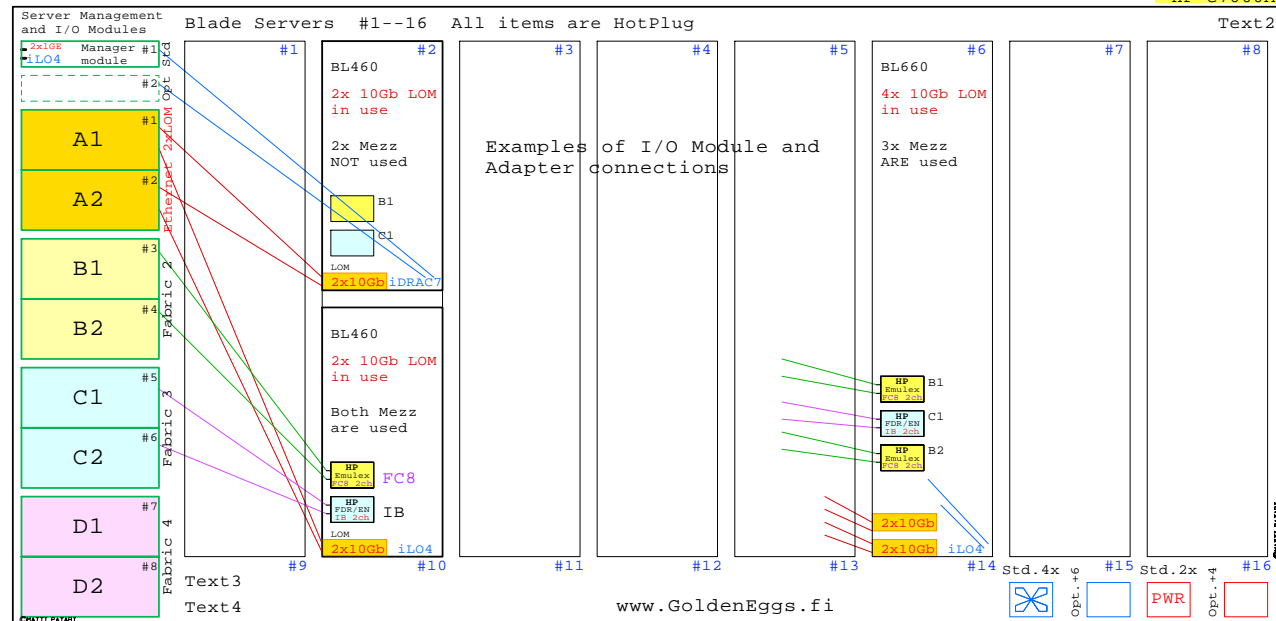 Server Management
and I/O Modules
Blade Servers #1--16 All items are HotPlug
Text2
2x1GE
iLO4
Manager
module
#1
#2
Opt
Std
A1
#1
A2
#2
Ethernet 2xLOM
B1
#3
B2
#4
Fabric 2
C1
#5
C2
#6
Fabric 3
D1
#7
D2
#8
Fabric 4
#1
#2
BL460
2x 10Gb LOM
in use
2x Mezz
NOT used
B1
C1
LOM
2x10Gb
iDRAC7
BL460
2x 10Gb LOM
in use
Both Mezz
are used
HP
Emulex
FC8 2ch
FC8
HP
FDR/EN
IB 2ch
IB
LOM
2x10Gb
iLO4
#3
#4
#5
Examples of I/O Module and
Adapter connections
#6
BL660
4x 10Gb LOM
in use
3x Mezz
ARE used
HP
Emulex
FC8 2ch
B1
HP
FDR/EN
IB 2ch
C1
HP
Emulex
FC8 2ch
B2
2x10Gb
2x10Gb
iLO4
#7
#8
#9
#10
#11
#12
#13
#14
#15
#16
Text3
Text4
www.GoldenEggs.fi
Std.4x
Opt.+6
Std.2x
PWR
Opt.+4